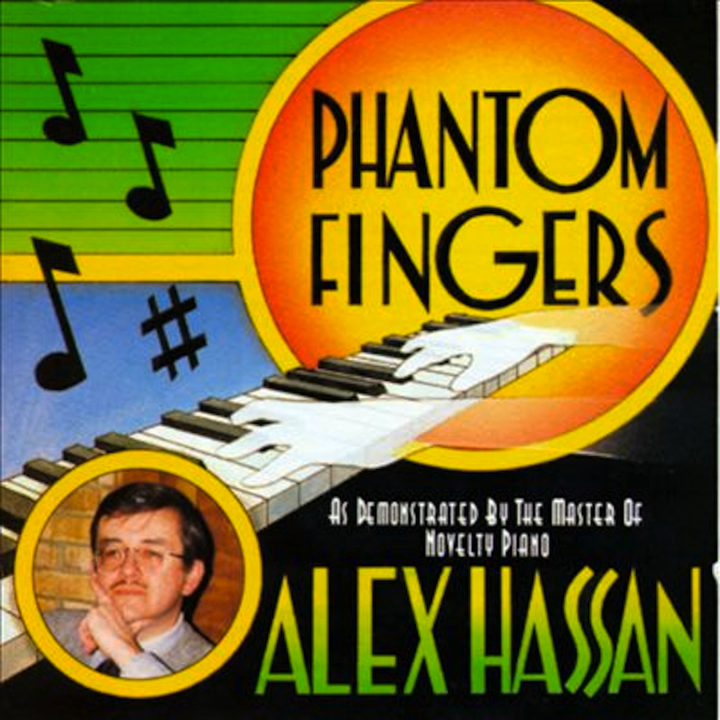 PHANTOM
FINGERS
AS DEMONSTRATED BY THE MASTER OF
NOVELTY PIANO
ALEX HASSAN